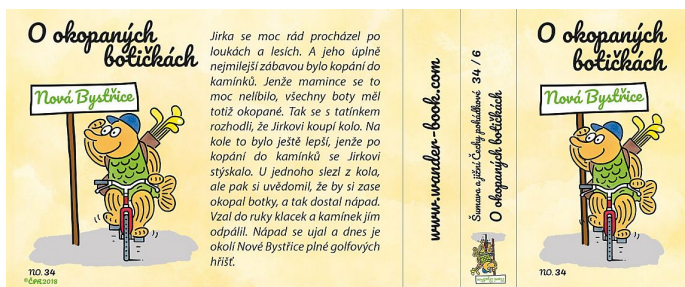 O okopaných
botičkách
Nová Bystřice
NO. 34
©ČPR2018
Jirka se moc rád procházel po
loukách a lesích. A jeho úplně
nejmilejší zábavou bylo kopání do
kamínků. Jenže mamince se to
moc nelíbilo, všechny boty měl
totiž okopané. Tak se s tatínkem
rozhodli, že Jirkovi koupí kolo. Na
kole to bylo ještě lepší, jenže po
kopání do kamínků se Jirkovi
stýskalo. U jednoho slezl z kola,
ale pak si uvědomil, že by si zase
okopal botky, a tak dostal nápad.
Vzal do ruky klacek a kamínek jím
odpálil. Nápad se ujal a dnes je
okolí Nové Bystřice plné golfových
hřišť.
www.wander-book.com
Šumava a jižní Čechy pohádkové 34 / 6
O okopaných botičkách
Nová Bystřice
O okopaných
botičkách
Nová Bystřice
NO. 34